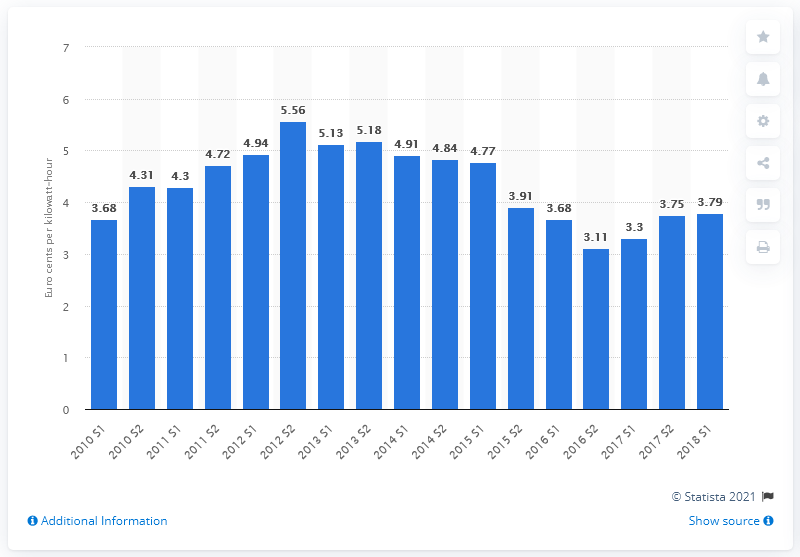 7
6
5
4
3
2
1
0
Euro cents per kilowatt-hour
3.68
4.31
4.3
4.72
4.94
5.56
5.13
5.18
4.91
4.84
4.77
3.91
3.68
3.11
3.3
3.75
3.79
2010 S1
2010 S2
2011 S1
2011 S2
2012 S1
2012 S2
2013 S1
2013 S2
2014 S1
2014 S2
2015 S1
2015 S2
2016 S1
2016 S2
2017 S1
2017 S2
2018 S1
© Statista 2021
Additional Information
Show source